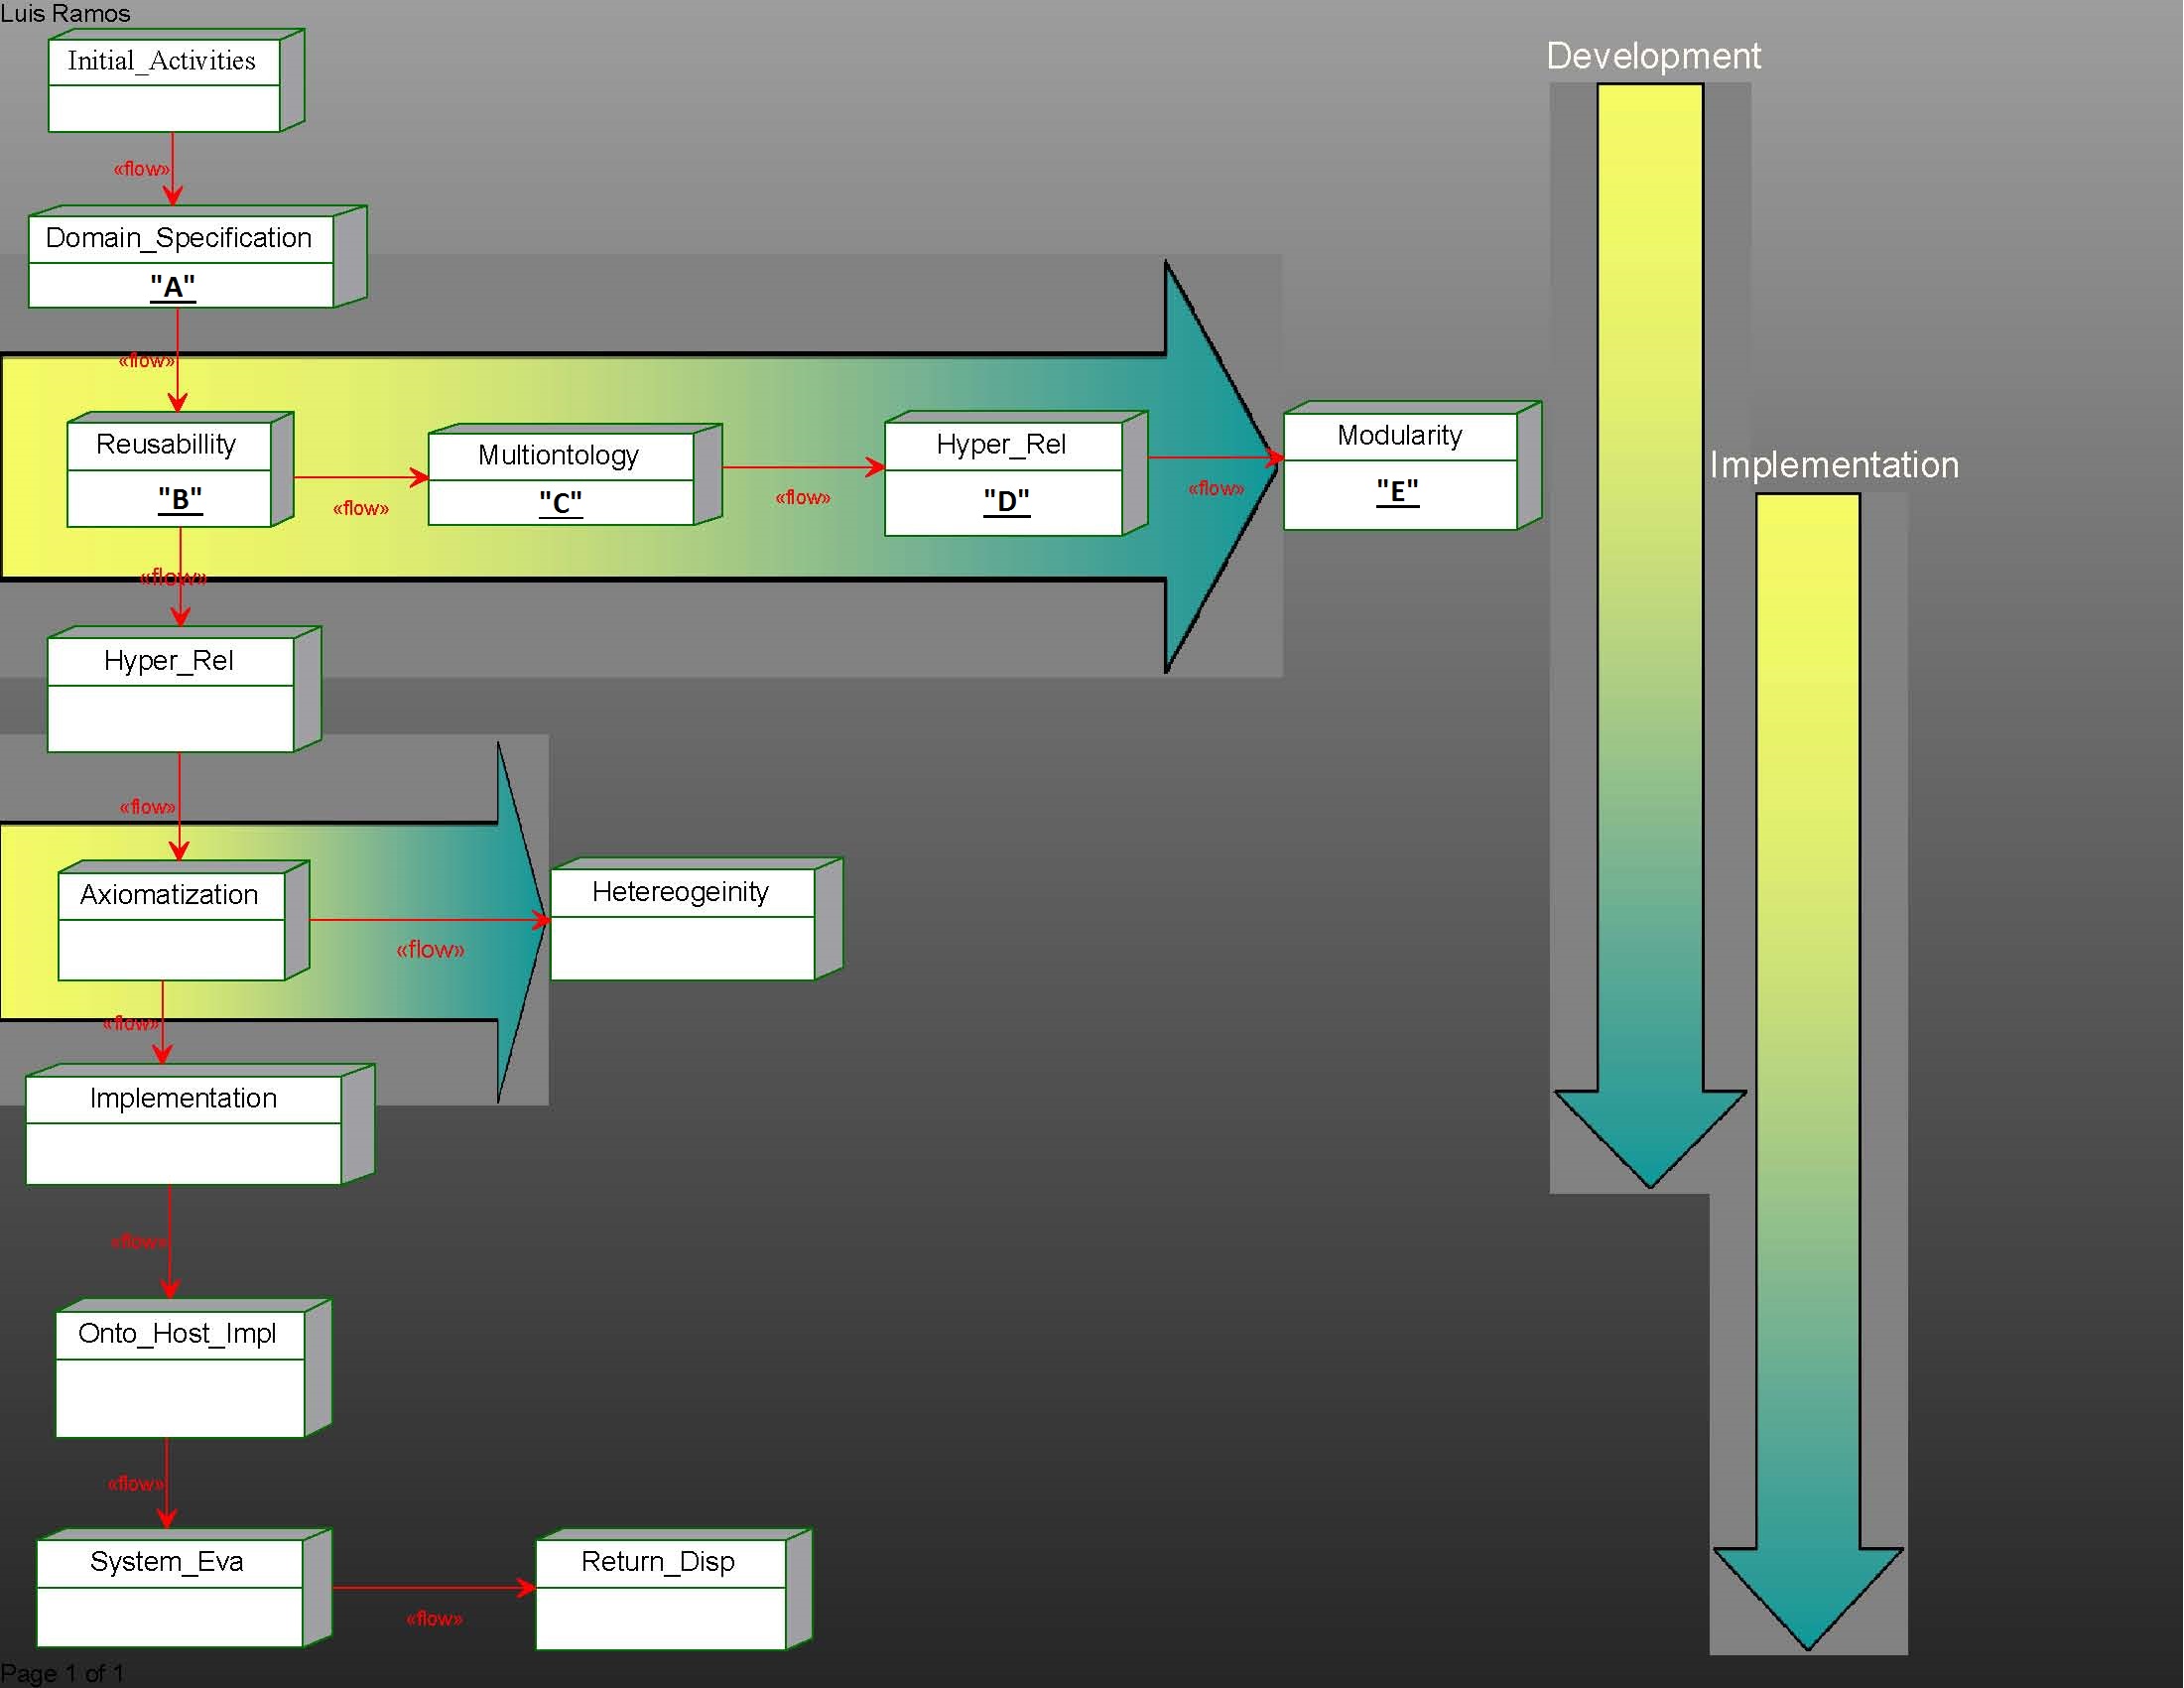 Luis Ramos
Initial_Activities
Development
«flow»
Domain_Specification
"A"
«flow»
Reusabillity
"B"
«flow»
Multiontology
"C"
«flow»
Hyper_Rel
"D"
«flow»
Modularity
"E"
Implementation
«flow»
Hyper_Rel
«flow»
Axiomatization
«flow»
Hetereogeinity
«flow»
Implementation
«flow»
Onto_Host_Impl
«flow»
System_Eva
«flow»
Return_Disp
Page 1 of 1